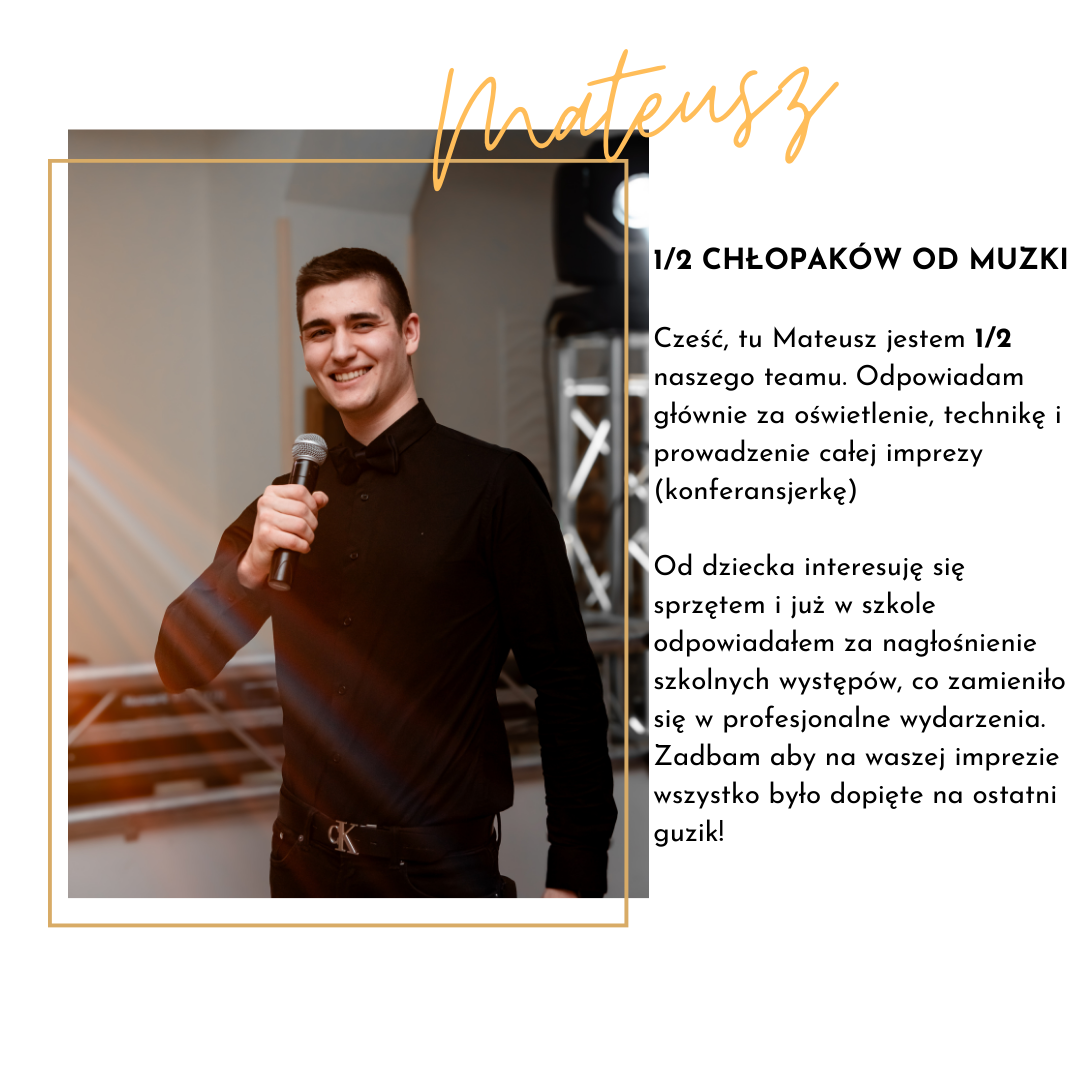 Mateusz
1/2 CHŁOPAKÓW OD MUZKI
Cześć, tu Mateusz jestem 1/2
naszego teamu. Odpowiadam
głównie za oświetlenie, technikę i
prowadzenie całej imprezy
(konferansjerkę)
Od dziecka interesuję się
sprzętem i już w szkole
odpowiadałem za nagłośnienie
szkolnych występów, co zamieniło
się w profesjonalne wydarzenia.
Zadbam aby na waszej imprezie
wszystko było dopięte na ostatni
guzik!
cK